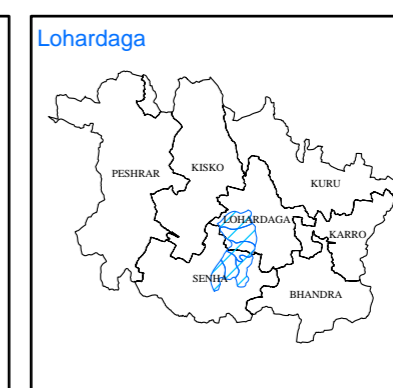 Lohardaga
PESHRAR
KISKO
KURU
LOHARDAGA
KARRO
SENHA
BHANDRA